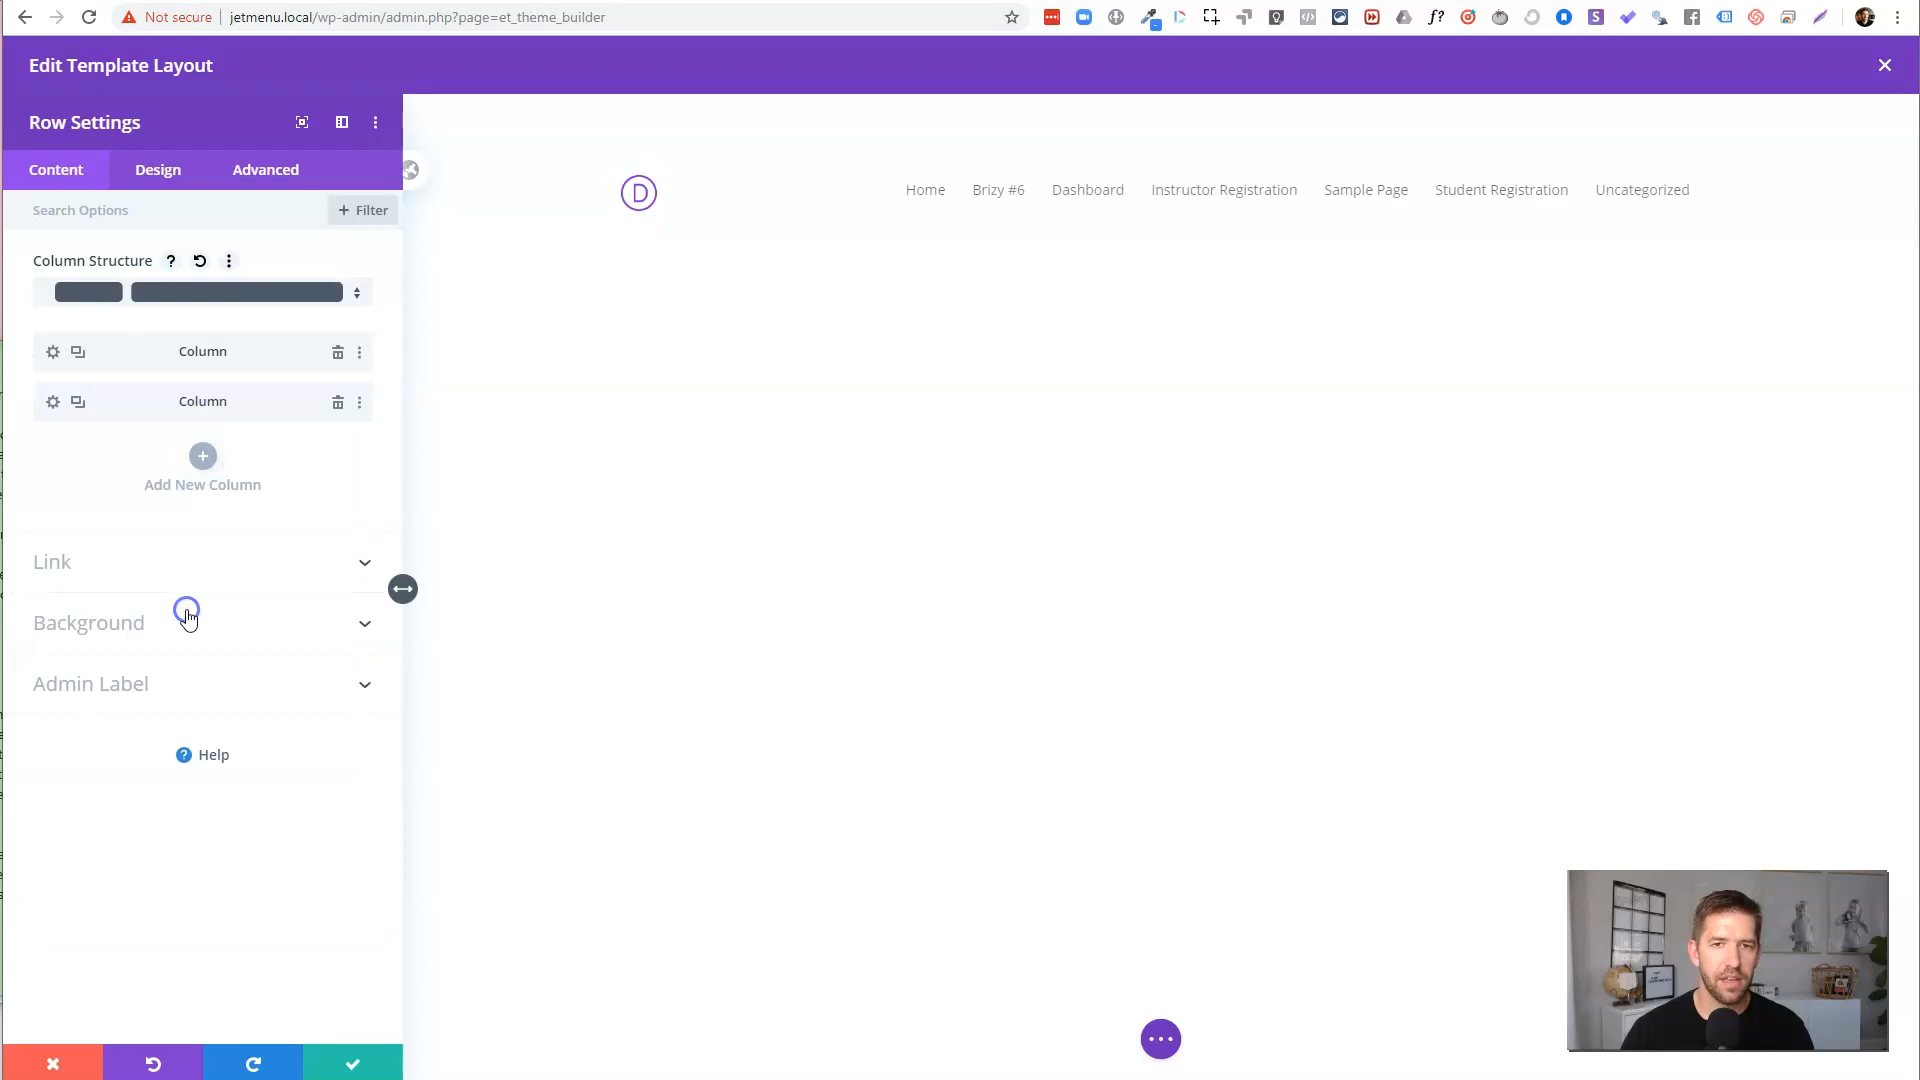 Not secure jetmenu.local/wp-admin/admin.php?page=et_theme_builder
f?
S
Edit Template Layout
Row Settings
Content Design Advanced
Search Options + Filter
D Home Brizy #6 Dashboard Instructor Registration Sample Page Student Registration Uncategorized
Column Structure ?
Column
Column
Add New Column
Link
Background
Admin Label
? Help